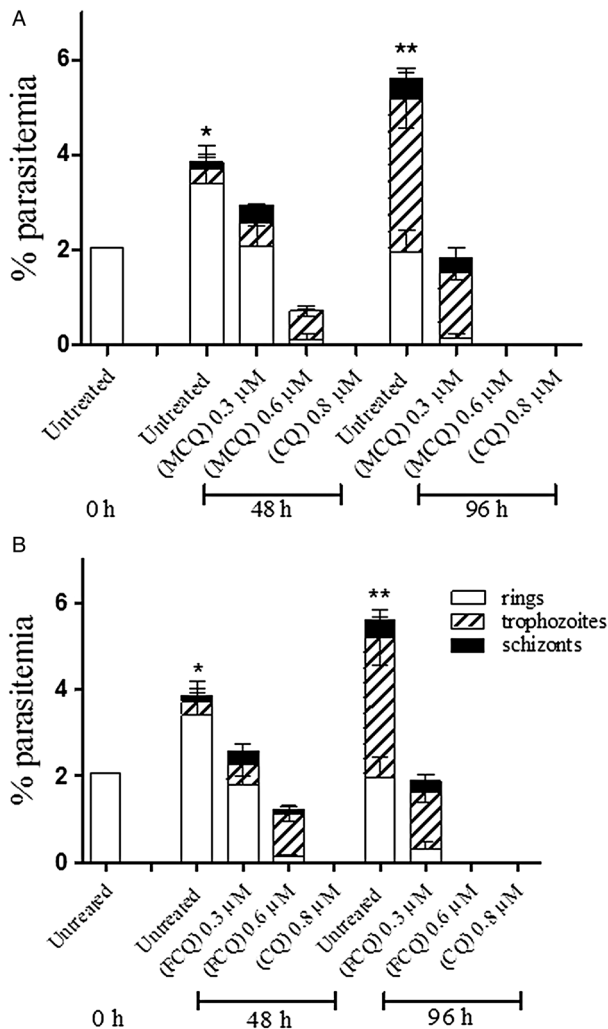 A
% parasitemia
6
4
2
0
*
**
Untreated
Untreated
(MCQ) 0.3 µM
(MCQ) 0.6 µM
(CQ) 0.8 µM
Untreated
(MCQ) 0.3 µM
(MCQ) 0.6 µM
(CQ) 0.8 µM
0 h
48 h
96 h
B
% parasitemia
6
4
2
0
*
**
rings
trophozoites
schizonts
Untreated
Untreated
(FCQ) 0.3 µM
(FCQ) 0.6 µM
(CQ) 0.8 µM
Untreated
(FCQ) 0.3 µM
(FCQ) 0.6 µM
(CQ) 0.8 µM
0 h
48 h
96 h